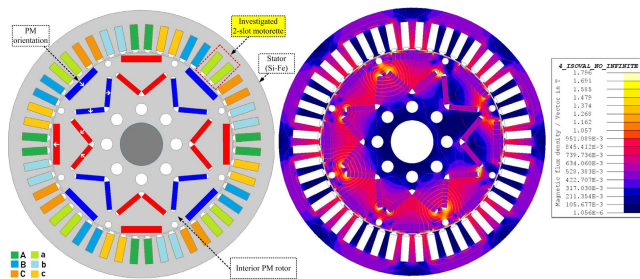 PM
orientation
Investigated
2-slot motorette
Stator
(Si-Fe)
Interior PM rotor
A a
B b
C c
4_ISOVAL_NO_INFINITE
Magnetic flux density / Vector in T
1.796
1.691
1.585
1.479
1.374
1.268
1.162
1.057
951.089E-3
845.412E-3
739.736E-3
634.060E-3
528.383E-3
422.707E-3
317.030E-3
211.354E-3
105.677E-3
1.056E-6